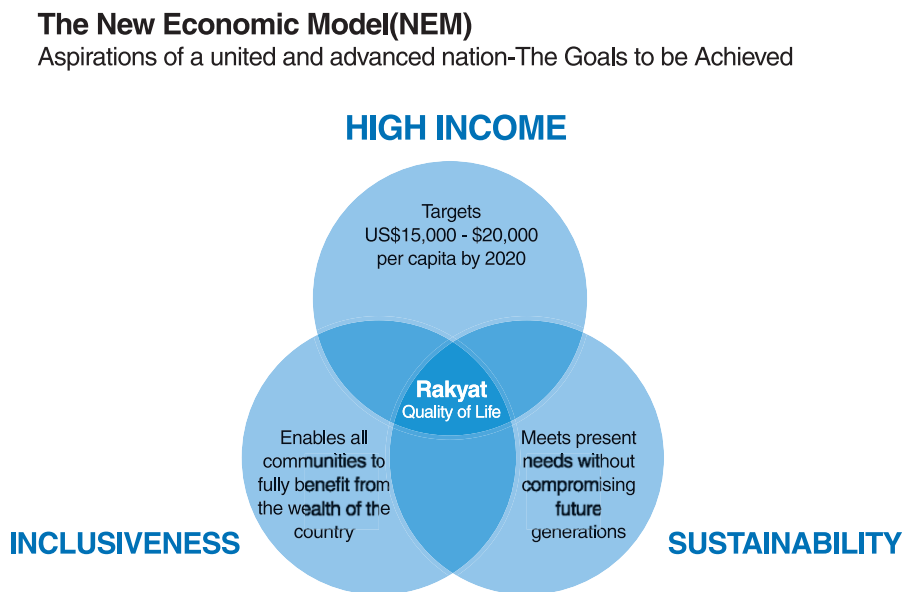 The New Economic Model(NEM)
Aspirations of a united and advanced nation-The Goals to be Achieved
HIGH INCOME
Targets
US$15,000 - $20,000
per capita by 2020
Rakyat
Quality of Life
Enables all
communities to
fully benefit from
the wealth of the
country
Meets present
needs without
compromising
future
generations
INCLUSIVENESS
SUSTAINABILITY